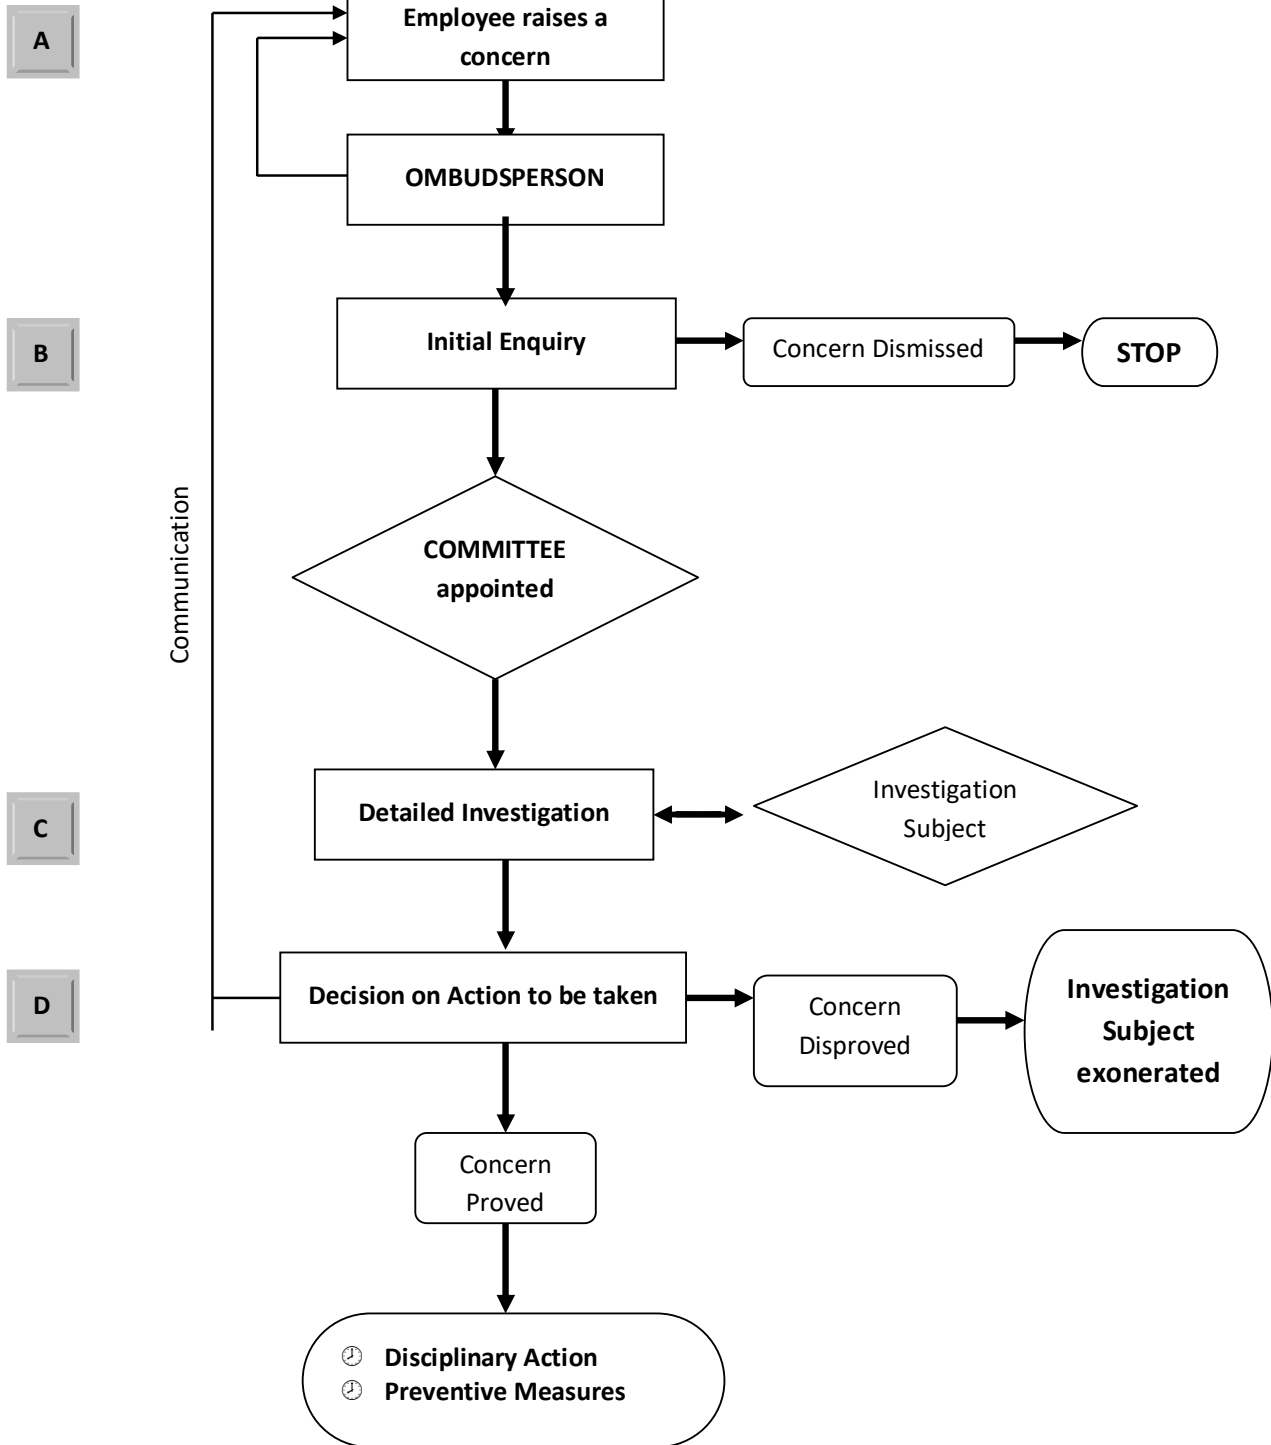 A
Employee raises a
concern
OMBUDSPERSON
B
Initial Enquiry
Concern Dismissed
STOP
Communication
COMMITTEE
appointed
C
Detailed Investigation
Investigation
Subject
D
Decision on Action to be taken
Concern
Disproved
Investigation
Subject
exonerated
Concern
Proved
Disciplinary Action
Preventive Measures